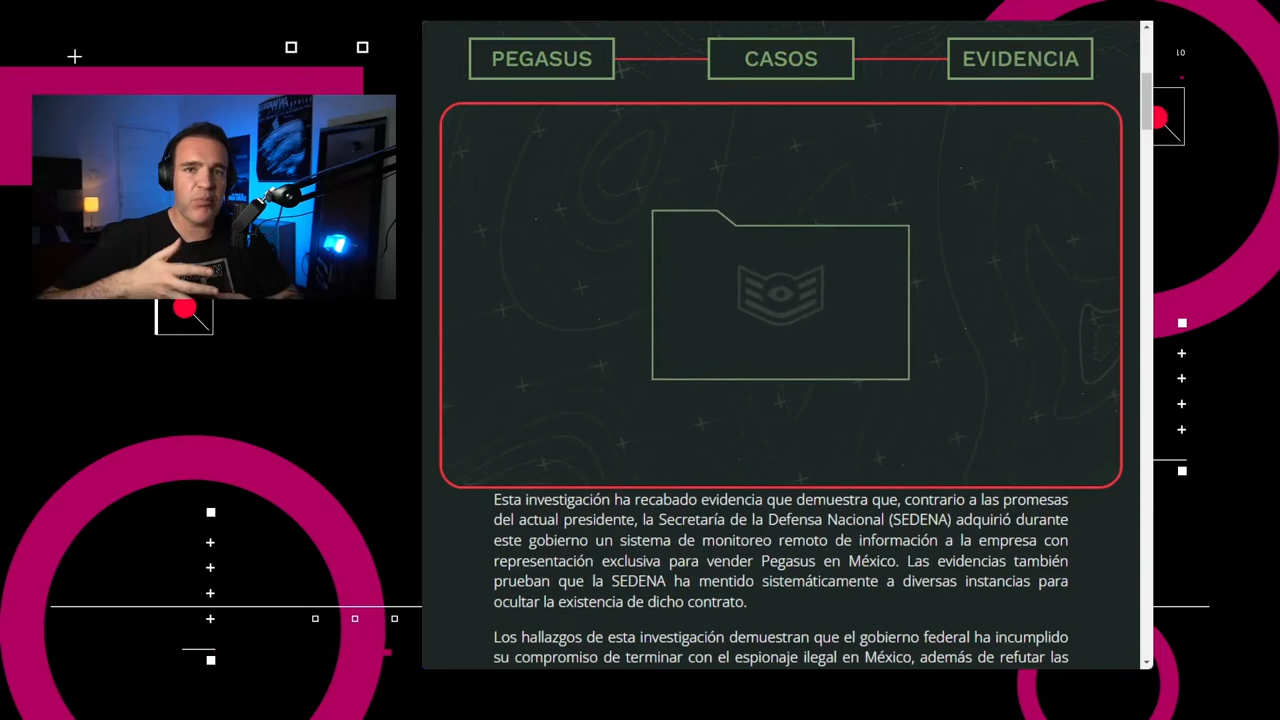 PEGASUS
CASOS
EVIDENCIA
Esta investigación ha recabado evidencia que demuestra que, contrario a las promesas
del actual presidente, la Secretaría de la Defensa Nacional (SEDENA) adquirió durante
este gobierno un sistema de monitoreo remoto de información a la empresa con
representación exclusiva para vender Pegasus en México. Las evidencias también
prueban que la SEDENA ha mentido sistemáticamente a diversas instancias para
ocultar la existencia de dicho contrato.
Los hallazgos de esta investigación demuestran que el gobierno federal ha incumplido
su compromiso de terminar con el espionaje ilegal en México, además de refutar las